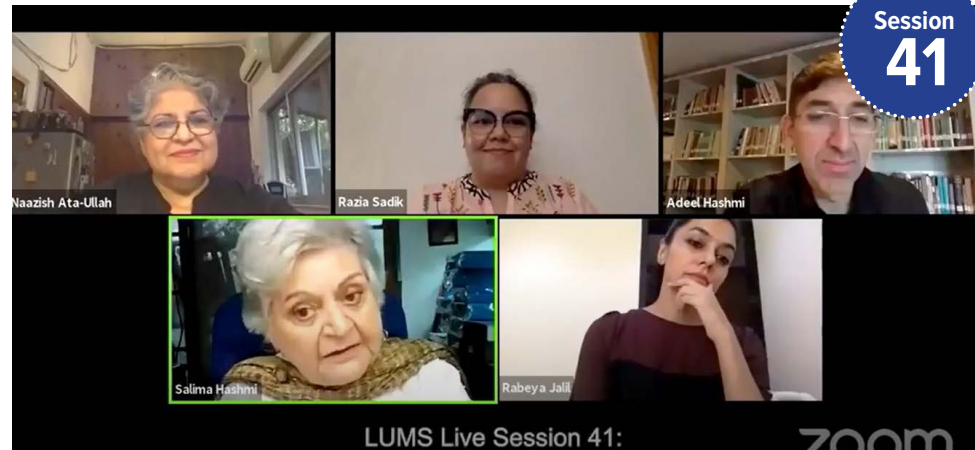 Session
41
Naazish Ata-Ullah
Razia Sadik
Adeel Hashmi
Salima Hashmi
Rabeya Jalil
LUMS Live Session 41:
zoom